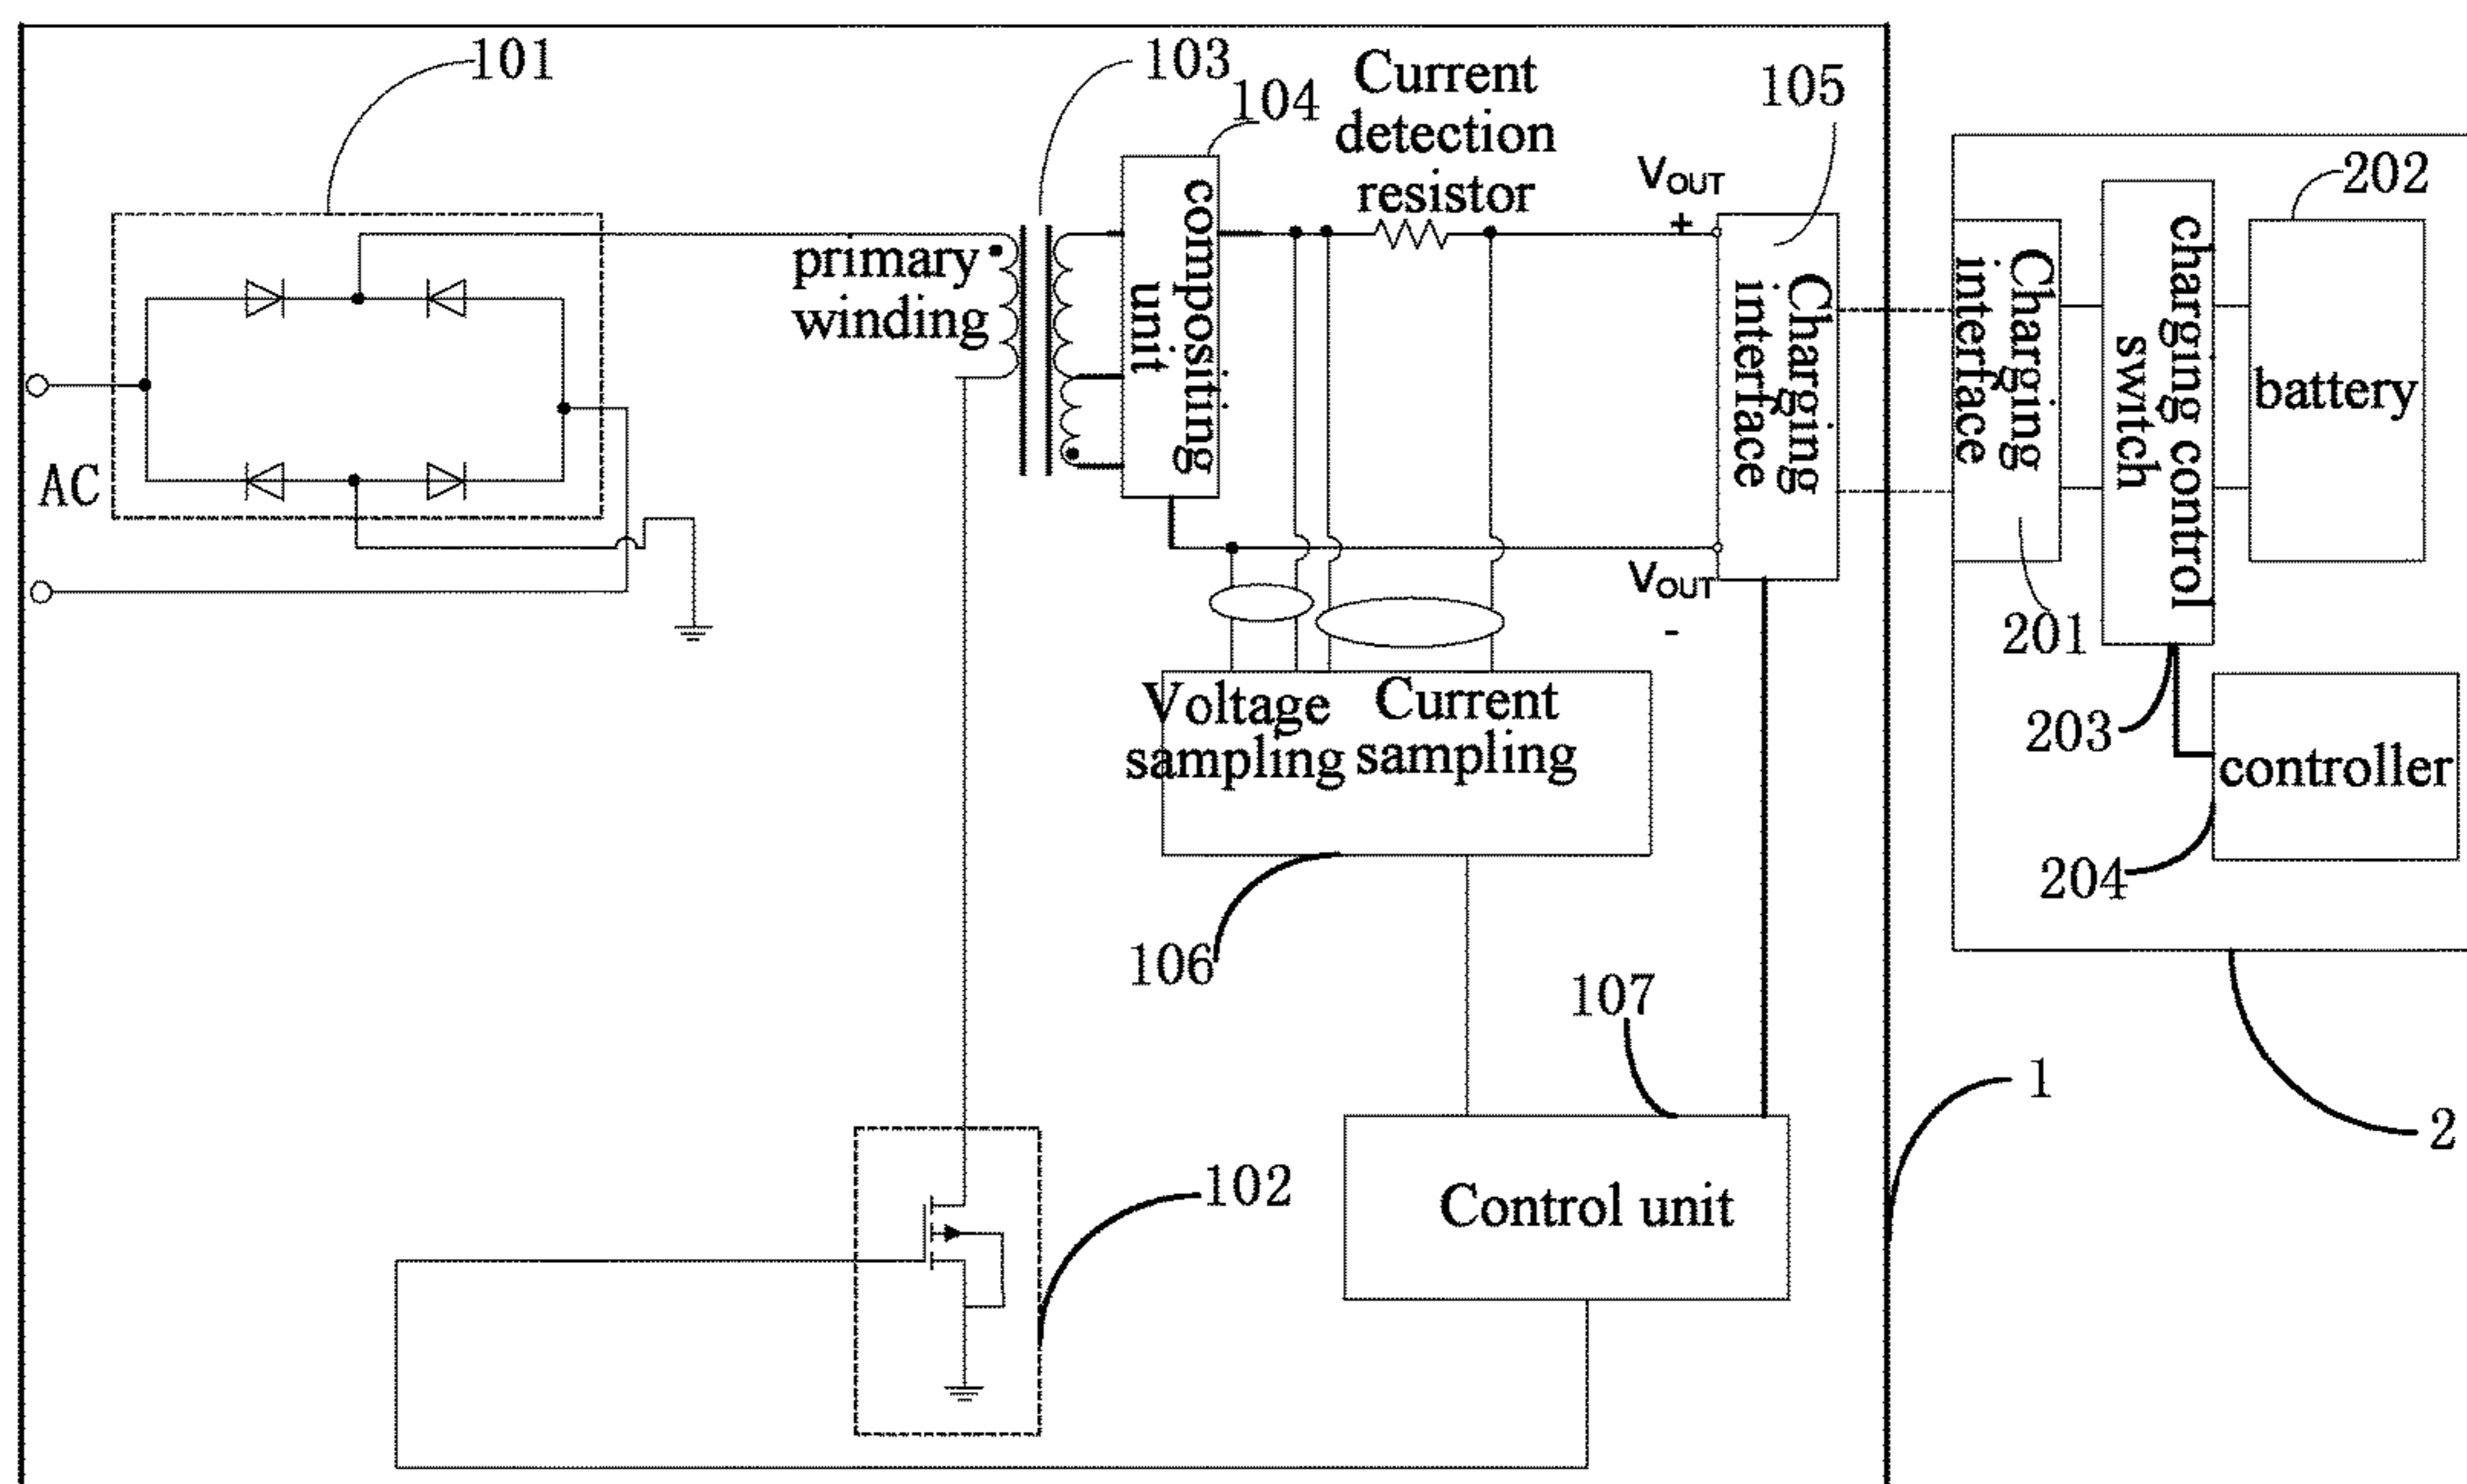 101
103
104
Current
detection
resistor
105
VOUT
+
202
primary
winding
compositing
unit
Charging
interface
Charging
interface
charging control
switch
battery
AC
VOUT
-
201
Voltage
sampling
Current
sampling
203
controller
204
106
107
1
2
102
Control unit